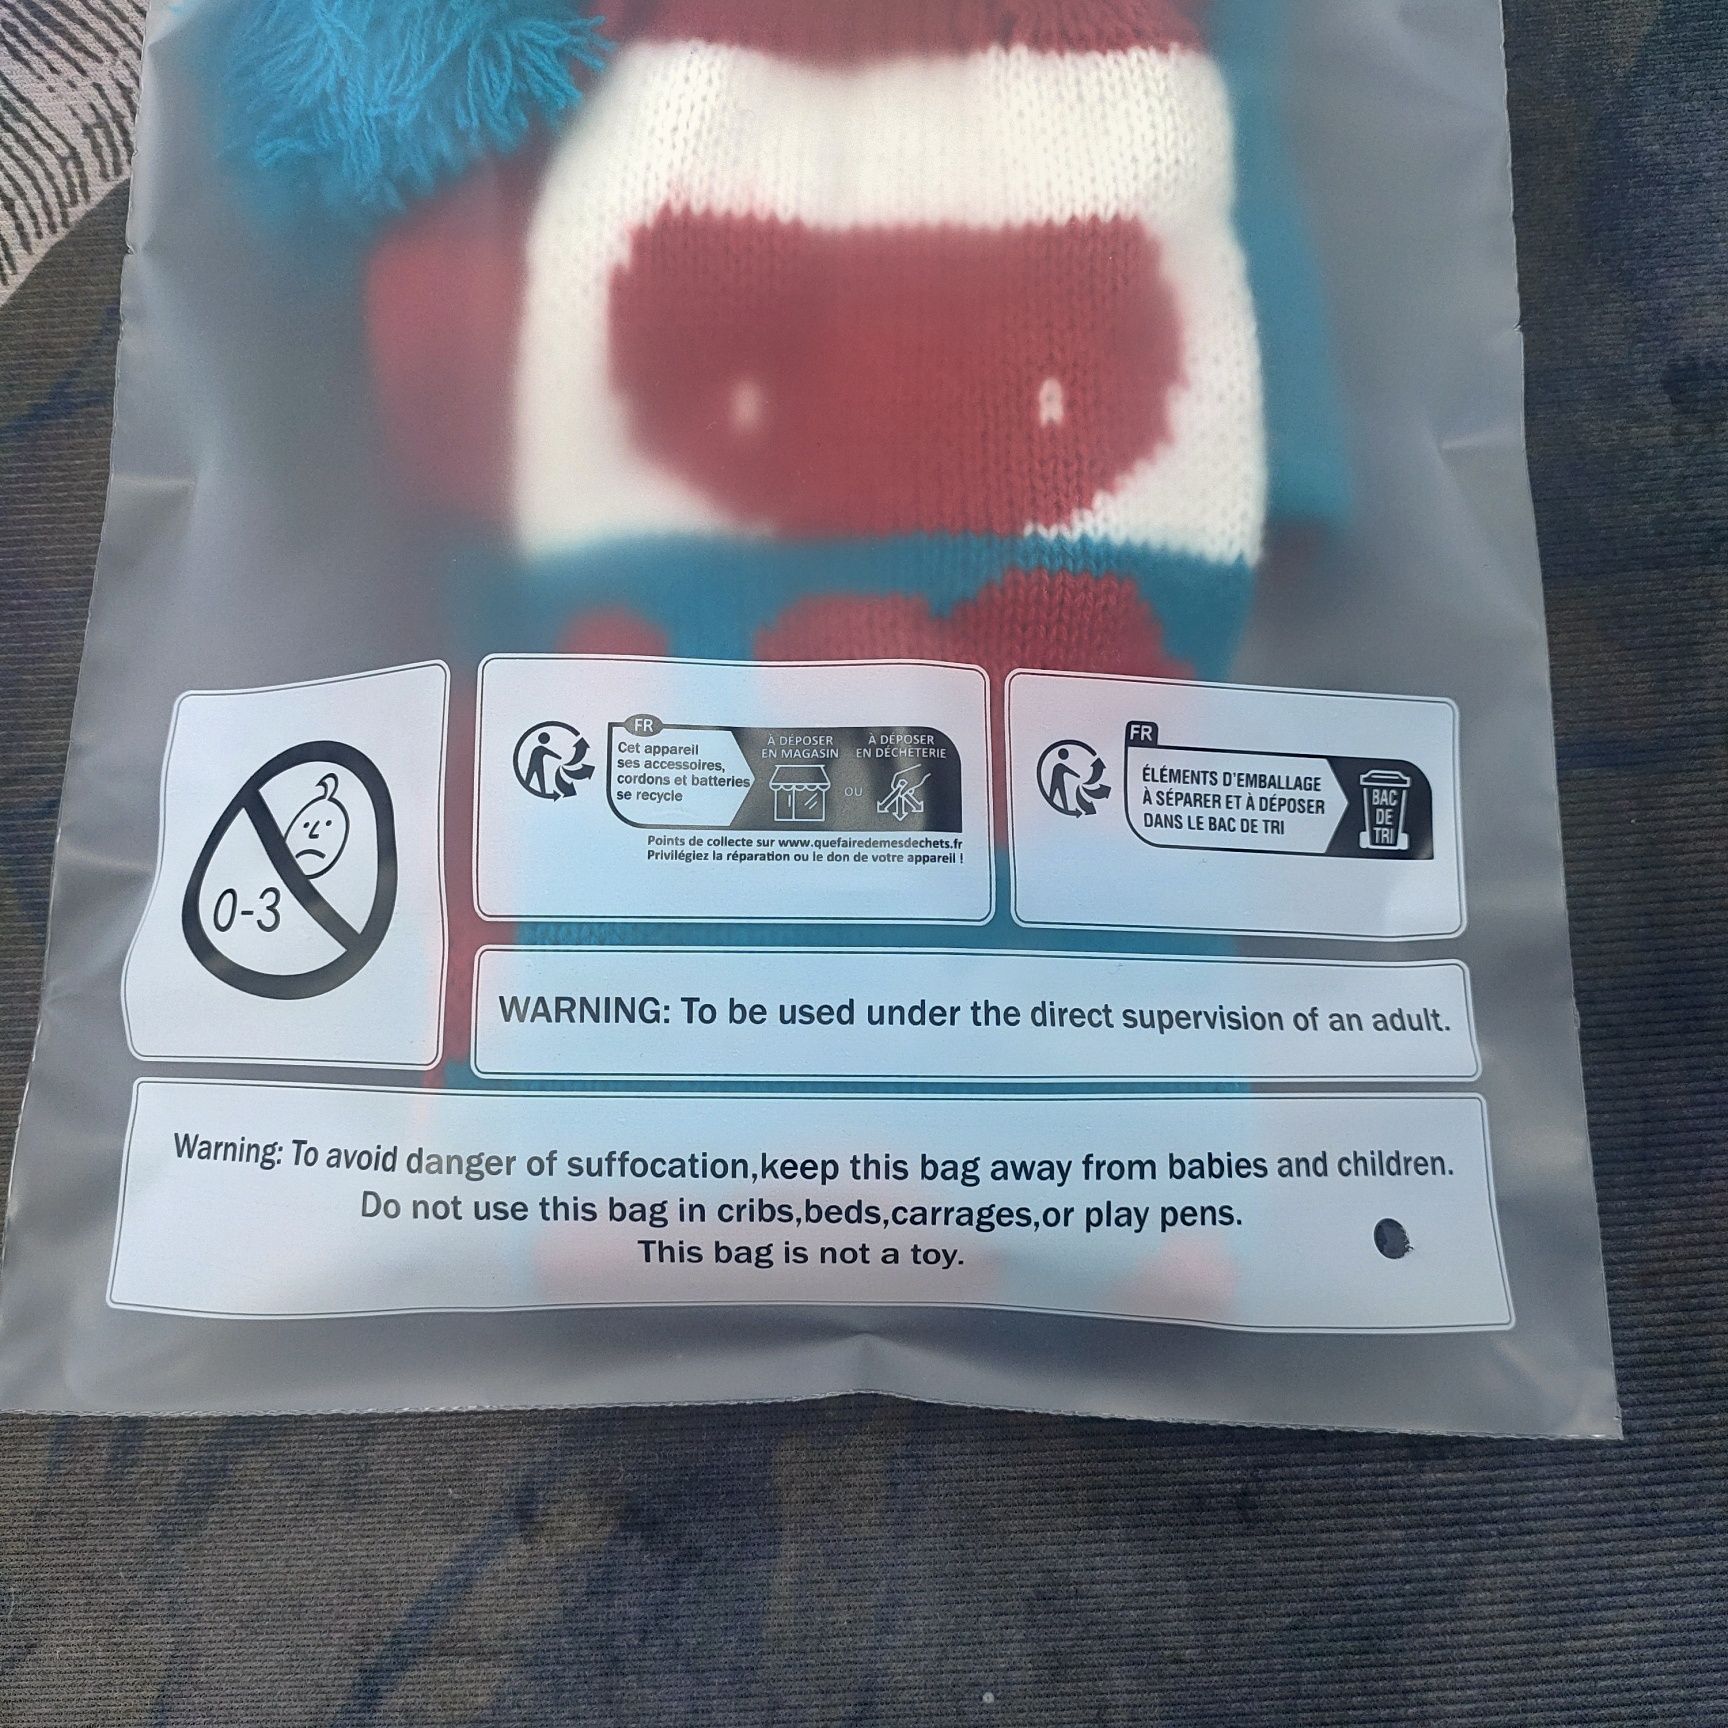 0-3
FR
Cet appareil
ses accessoires,
cordons et batteries
se recycle
À DÉPOSER
EN MAGASIN
OU
À DÉPOSER
EN DÉCHÈTERIE
Points de collecte sur www.quefairedemesdechets.fr
Privilégiez la réparation ou le don de votre appareil !
FR
ÉLÉMENTS D'EMBALLAGE
À SÉPARER ET À DÉPOSER
DANS LE BAC DE TRI
BAC
DE
TRI
WARNING: To be used under the direct supervision of an adult.
Warning: To avoid danger of suffocation,keep this bag away from babies and children.
Do not use this bag in cribs,beds,carrages,or play pens.
This bag is not a toy.